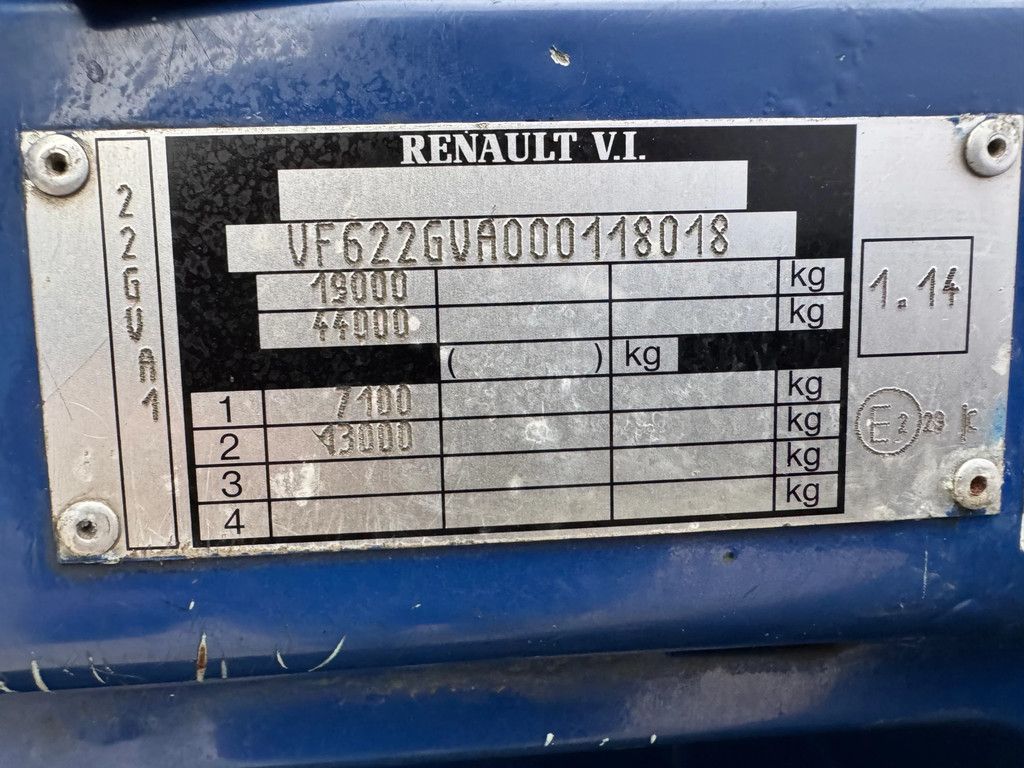 RENAULT V.I.
22GVA1
VF622GVA000118018
19000 kg
44000 kg
( ) kg
1 7100 kg
2 13000 kg
3 kg
4 kg
1.14
E2 29 K